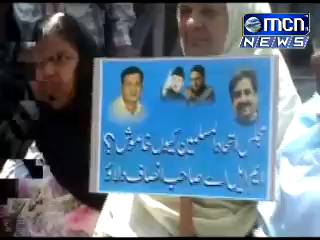 mcn
NEWS
مجلس اتحاد المسلمین کیوں خاموش؟
ایم ایل اے صاحب انصاف دلاؤ